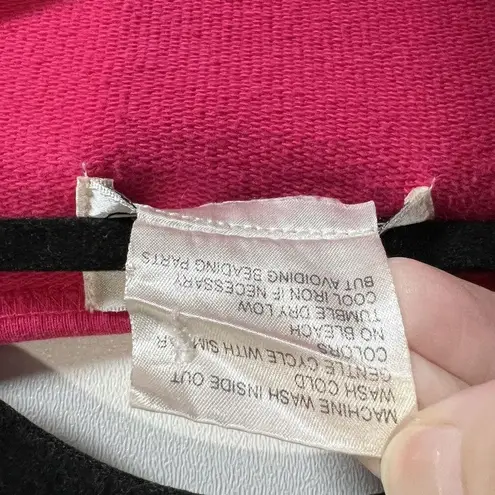 MACHINE WASH INSIDE OUT
WASH COLD
GENTLE CYCLE WITH SIMILAR
COLORS
NO BLEACH
TUMBLE DRY LOW
COOL IRON IF NECESSARY
BUT AVOIDING BEADING PARTS